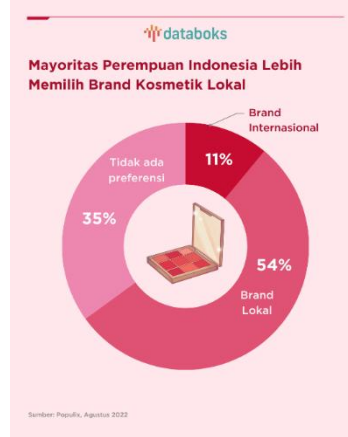 databoks
Mayoritas Perempuan Indonesia Lebih
Memilih Brand Kosmetik Lokal
Brand
Internasional
11%
Tidak ada
preferensi
35%
54%
Brand
Lokal
Sumber: Populix, Agustus 2022